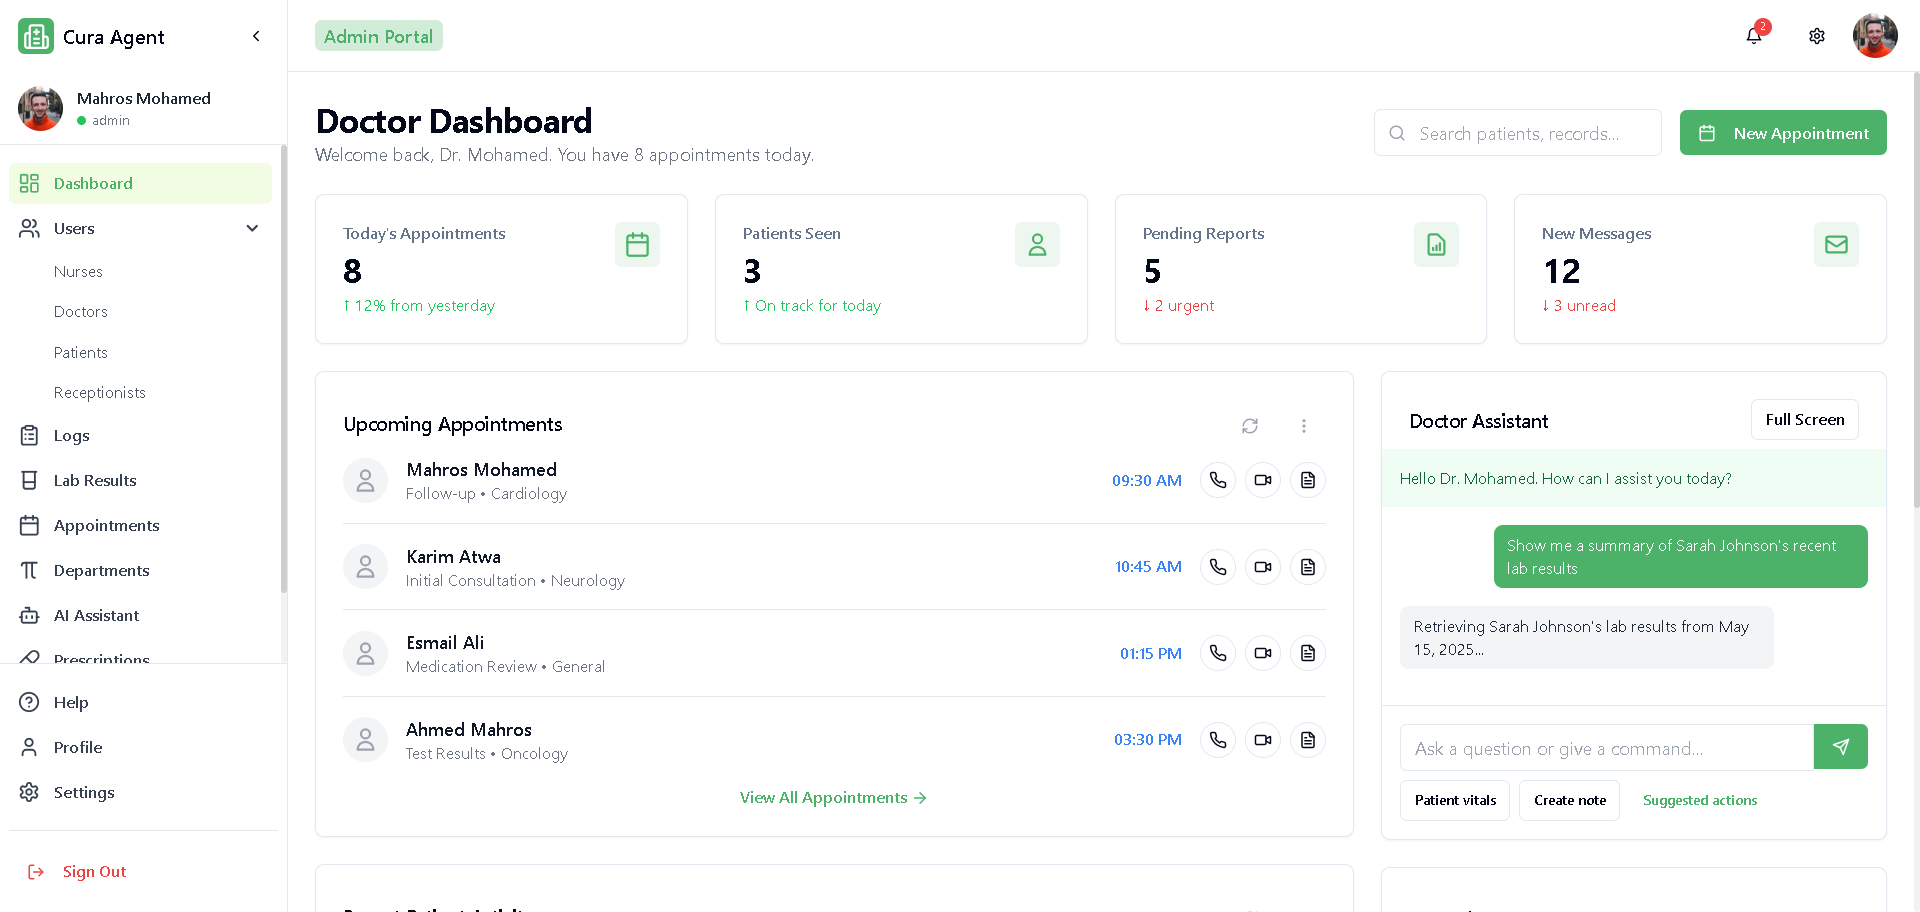 Cura Agent
Mahros Mohamed
admin
Dashboard
Users
Nurses
Doctors
Patients
Receptionists
Logs
Lab Results
Appointments
Departments
AI Assistant
Prescriptions
Help
Profile
Settings
Sign Out
Admin Portal
2
Doctor Dashboard
Welcome back, Dr. Mohamed. You have 8 appointments today.
Search patients, records...
New Appointment
Today's Appointments
8
↑ 12% from yesterday
Patients Seen
3
↑ On track for today
Pending Reports
5
↓ 2 urgent
New Messages
12
↓ 3 unread
Upcoming Appointments
Mahros Mohamed
Follow-up • Cardiology
09:30 AM
Karim Atwa
Initial Consultation • Neurology
10:45 AM
Esmail Ali
Medication Review • General
01:15 PM
Ahmed Mahros
Test Results • Oncology
03:30 PM
View All Appointments →
Doctor Assistant
Full Screen
Hello Dr. Mohamed. How can I assist you today?
Show me a summary of Sarah Johnson's recent
lab results
Retrieving Sarah Johnson's lab results from May
15, 2025...
Ask a question or give a command...
Patient vitals
Create note
Suggested actions